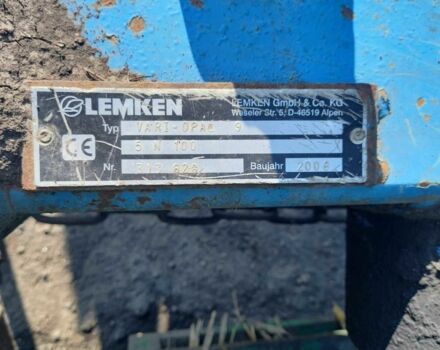 LEMKEN
LEMKEN GmbH & Co. KG
Weseler Str. 5; D-46519 Alpen
Typ VARI-OPAL 9
5 N 100
CE
Nr. Baujahr 2006